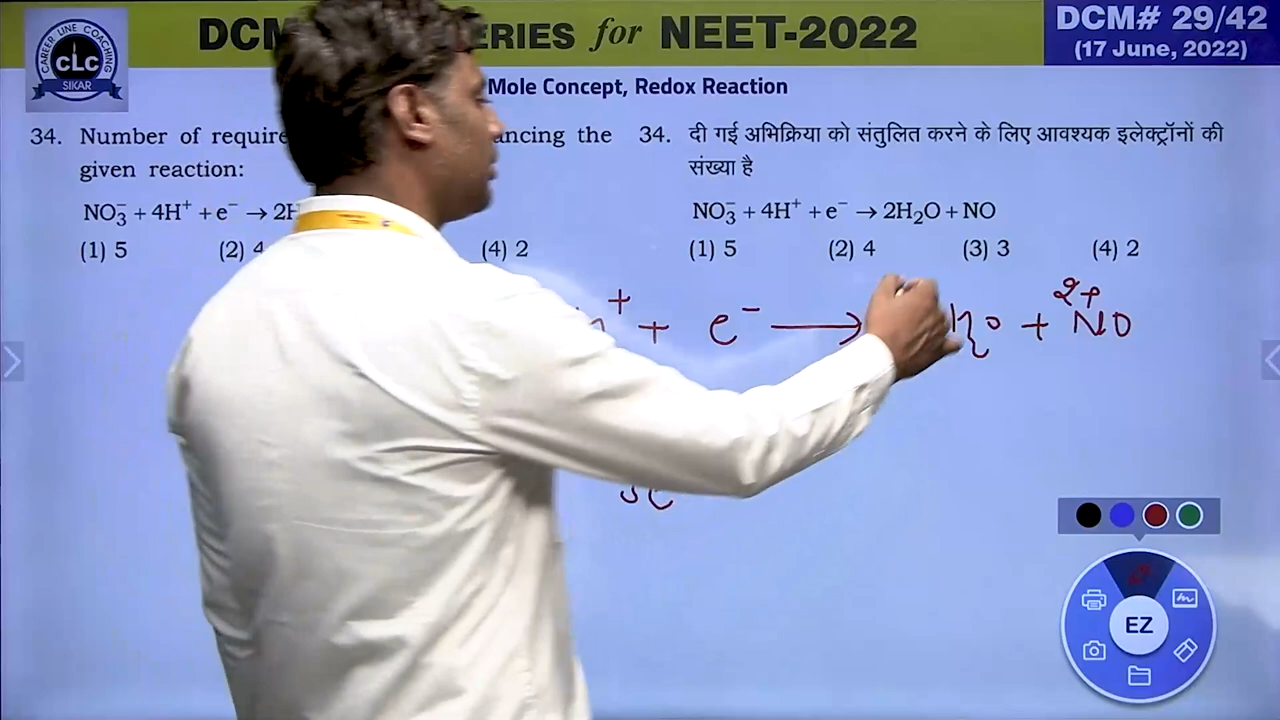 DCM ERIES for NEET-2022
DCM# 29/42
(17 June, 2022)
CAREER LINE COACHING
CLC
SIKAR
Mole Concept, Redox Reaction
34. Number of require ancing the
given reaction:
NO₃⁻ + 4H⁺ + e⁻ → 2H
(1) 5 (2) 4 (4) 2
34. दी गई अभिक्रिया को संतुलित करने के लिए आवश्यक इलेक्ट्रॉनों की
संख्या है
NO₃⁻ + 4H⁺ + e⁻ → 2H₂O + NO
(1) 5 (2) 4 (3) 3 (4) 2
2+
+ + e⁻ → H₂O + NO
3e
EZ